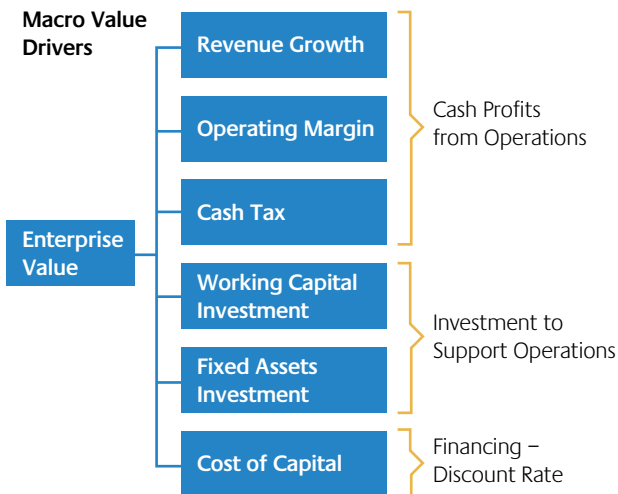 Macro Value
Drivers
Enterprise
Value
Revenue Growth
Operating Margin
Cash Tax
Working Capital
Investment
Fixed Assets
Investment
Cost of Capital
Cash Profits
from Operations
Investment to
Support Operations
Financing –
Discount Rate